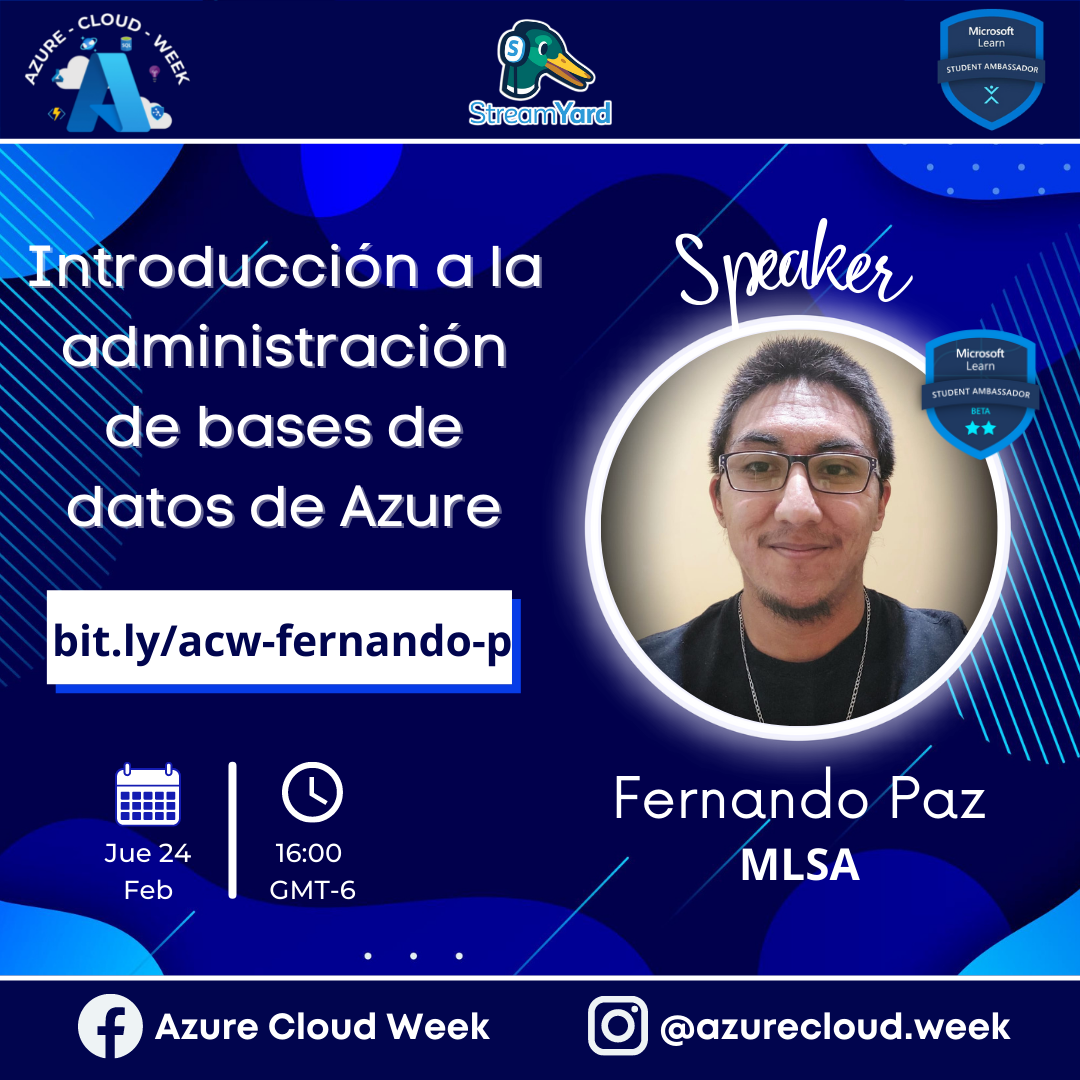 AZURE - CLOUD - WEEK
StreamYard
Microsoft
Learn
STUDENT AMBASSADOR
Introducción a la
administración
de bases de
datos de Azure
bit.ly/acw-fernando-p
Jue 24
Feb
16:00
GMT-6
Speaker
Microsoft
Learn
STUDENT AMBASSADOR
BETA
Fernando Paz
MLSA
Azure Cloud Week
@azurecloud.week